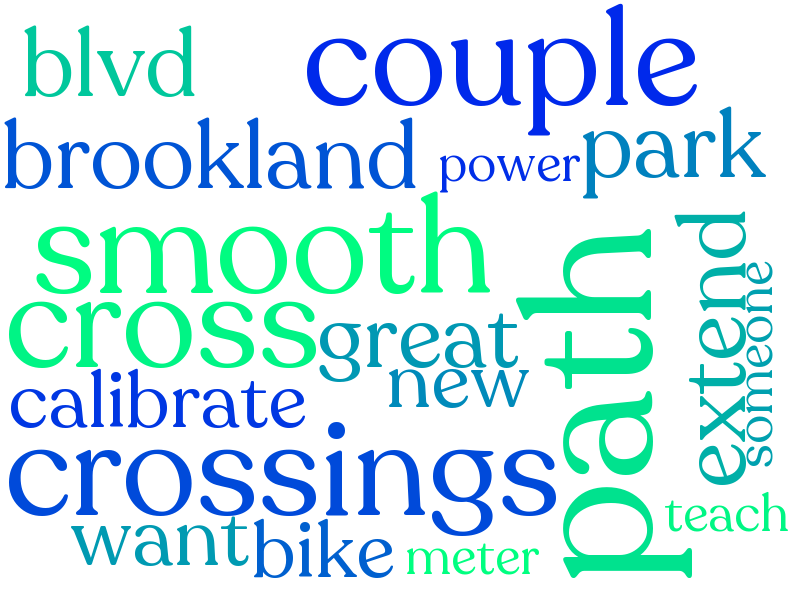 blvd
couple
brookland
power
park
smooth
path
extend
someone
cross
great
new
calibrate
crossings
want
bike
meter
teach